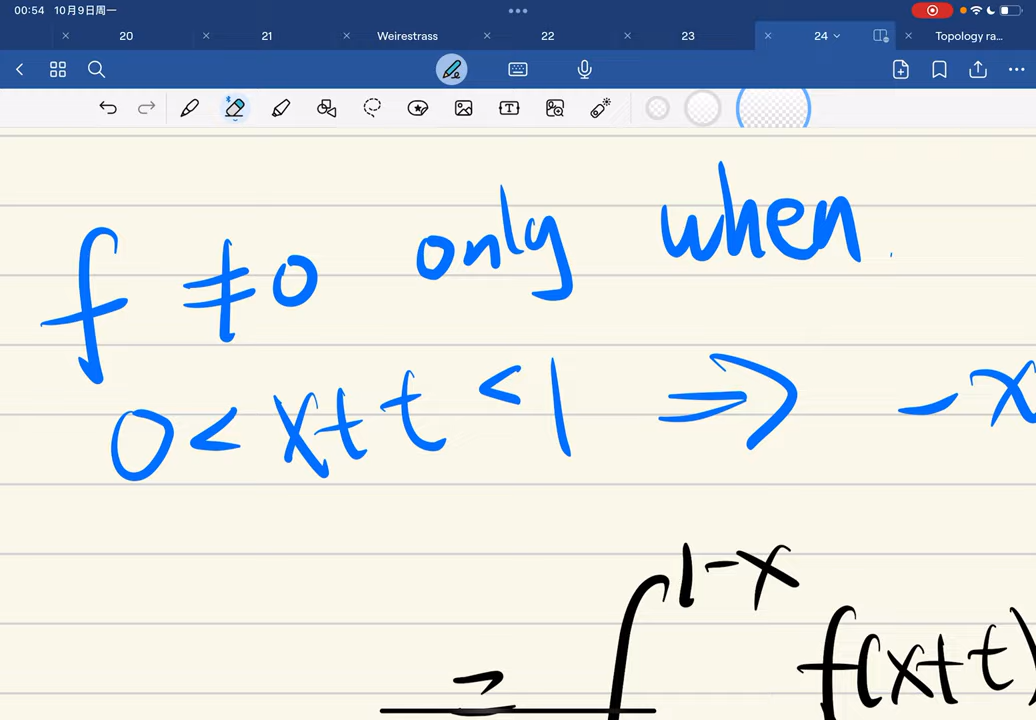 00:54 10月9日周一
20 21 Weirestrass 22 23 24 Topology ra...
f ≠ 0 only when
0 < x + t < 1 ⇒ - x
= ∫^{1-x} f(x+t)